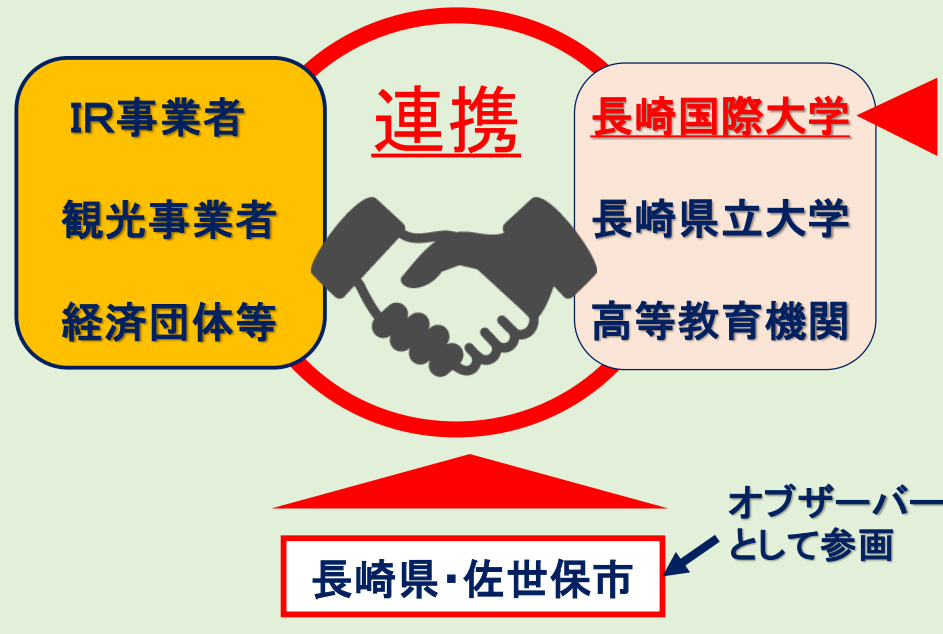 IR事業者
観光事業者
経済団体等
連携
長崎国際大学
長崎県立大学
高等教育機関
オブザーバー
として参画
長崎県・佐世保市